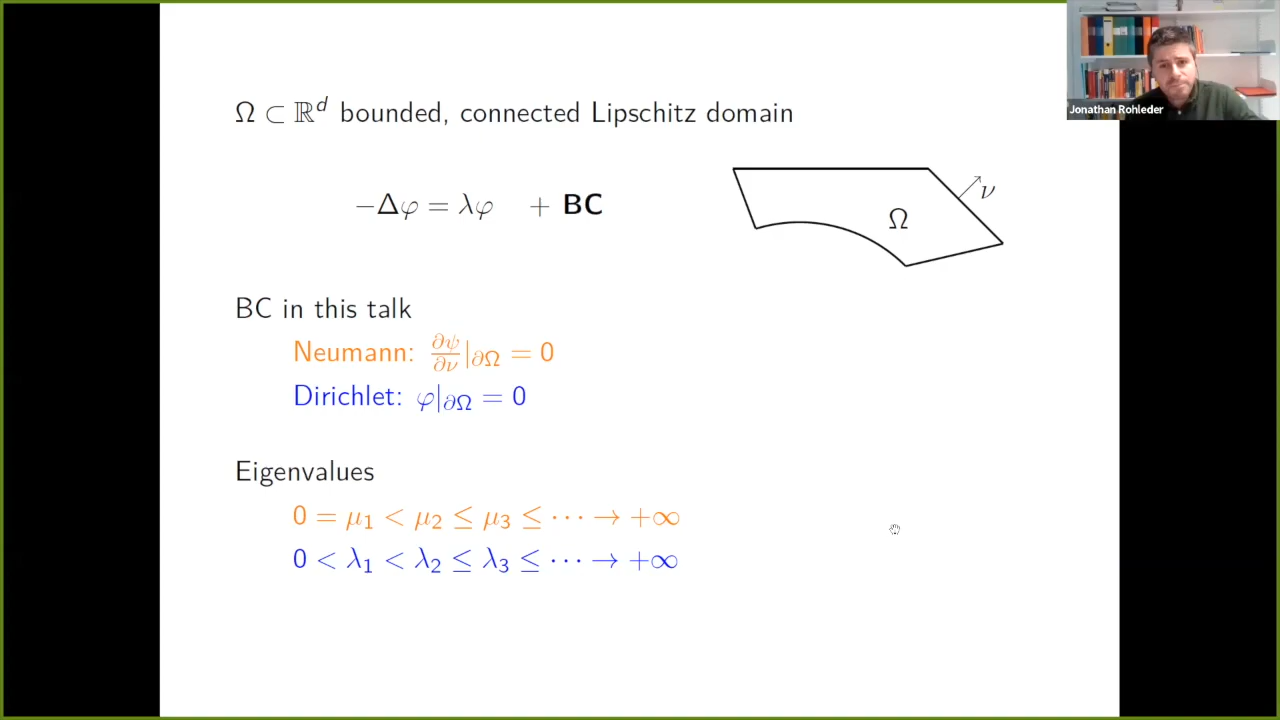 Jonathan Rohleder
Ω ⊂ ℝ^d bounded, connected Lipschitz domain
−Δφ = λφ + BC
ν
Ω
BC in this talk
Neumann: ∂ψ/∂ν|∂Ω = 0
Dirichlet: φ|∂Ω = 0
Eigenvalues
0 = μ₁ < μ₂ ≤ μ₃ ≤ ⋯ → +∞
0 < λ₁ < λ₂ ≤ λ₃ ≤ ⋯ → +∞